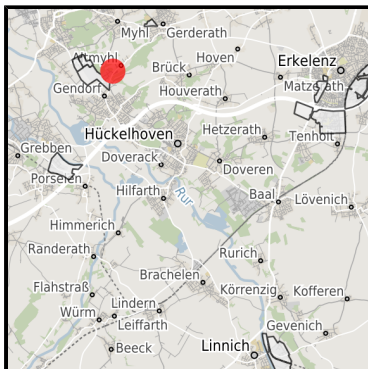 Myhl
Gerderath
Altmyhl
Hoven
Erkelenz
Brück
Gendorf
Houverath
Matzerath
Hückelhoven
Hetzerath
Tenholt
Grebben
Doverack
Doveren
Porselen
Hilfarth
Rur
Baal
Lövenich
Himmerich
Randerath
Rurich
Brachelen
Flahstraß
Körrenzig
Kofferen
Lindern
Würm
Leiffarth
Gevenich
Beeck
Linnich